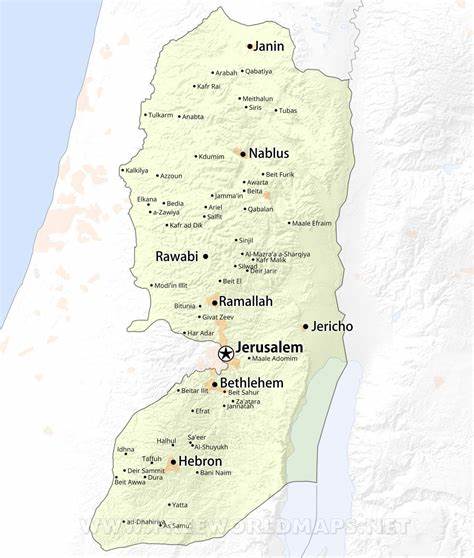 Janin
Arabah
Qabatiya
Kafr Rai
Meithalun
Siris
Tubas
Tulkarm
Anabta
Kdumim
Nablus
Kalkilya
Azzoun
Beit Furik
Awarta
Beita
Elkana
Bedia
Jamma'in
a-Zawiya
Ariel
Salfit
Qabalan
Kafr ad Dik
Maale Efraim
Sinjil
Rawabi
Al-Mazra'a a-Sharqiya
Kafr Malik
Silwad
Deir Jarir
Modi'in Illit
Beit El
Bitunia
Ramallah
Givat Zeev
Jericho
Har Adar
Jerusalem
Maale Adomim
Bethlehem
Beitar Ilit
Beit Sahur
Za'atara
Jannatah
Efrat
Halhul
Sa'eer
Al-Shuyukh
Idhna
Taffuh
Hebron
Deir Sammit
Bani Naim
Beit Awwa
Dura
Yatta
ad-Dhahiriya
As Samu'